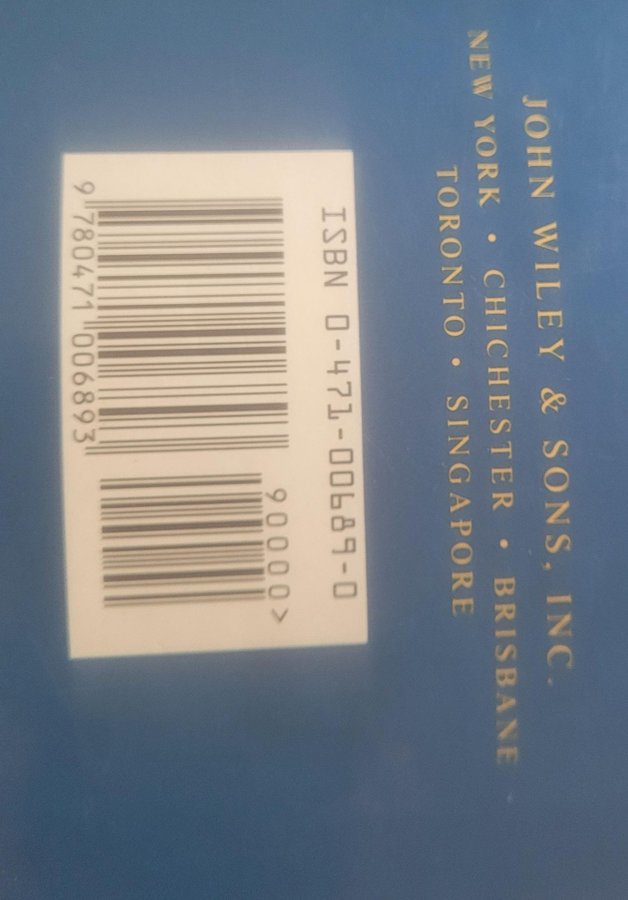 JOHN WILEY & SONS, INC.
NEW YORK • CHICHESTER • BRISBANE
TORONTO • SINGAPORE
ISBN 0-471-00689-0
90000>
9 780471 006893